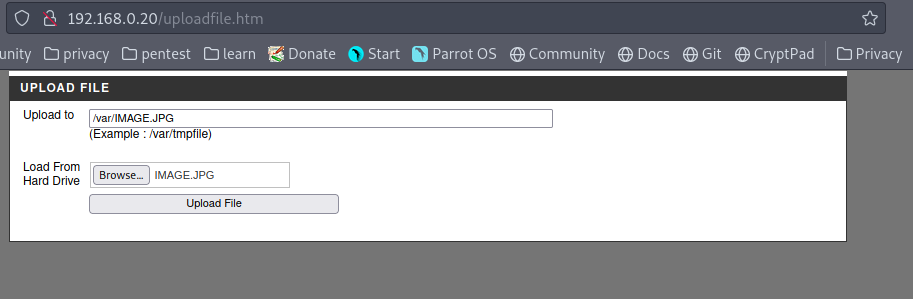 192.168.0.20/uploadfile.htm
unity privacy pentest learn Donate Start Parrot OS Community Docs Git CryptPad Privacy
UPLOAD FILE
Upload to /var/IMAGE.JPG
(Example : /var/tmpfile)
Load From
Hard Drive Browse... IMAGE.JPG
Upload File